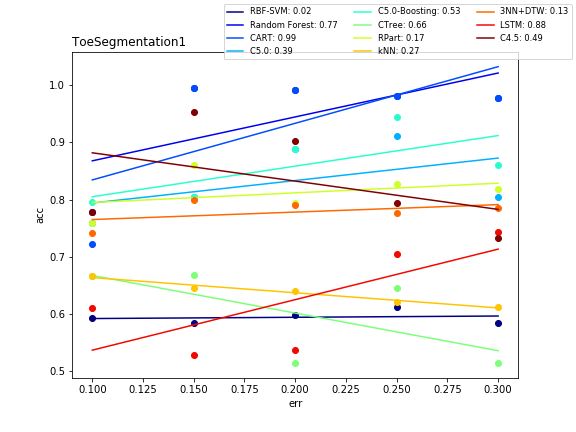 RBF-SVM: 0.02
Random Forest: 0.77
CART: 0.99
C5.0: 0.39
C5.0-Boosting: 0.53
CTree: 0.66
RPart: 0.17
kNN: 0.27
3NN+DTW: 0.13
LSTM: 0.88
C4.5: 0.49
ToeSegmentation1
acc
1.0
0.9
0.8
0.7
0.6
0.5
0.100 0.125 0.150 0.175 0.200 0.225 0.250 0.275 0.300
err